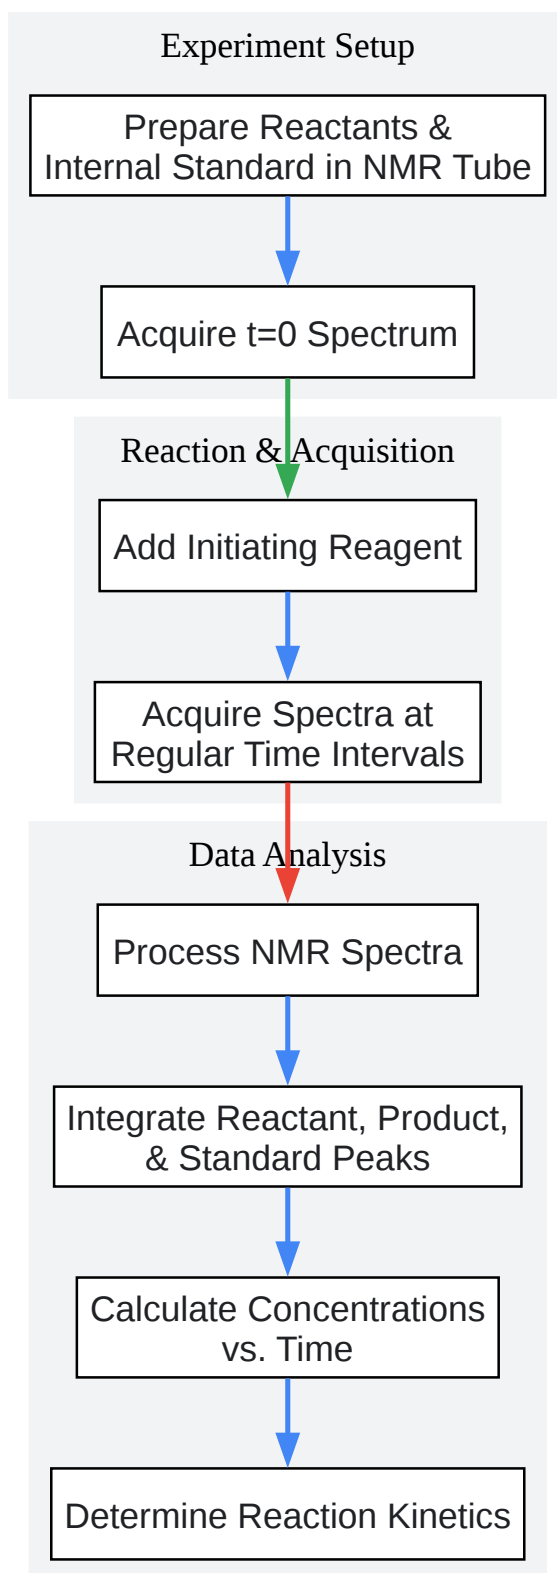 Experiment Setup
Prepare Reactants &
Internal Standard in NMR Tube
Acquire t=0 Spectrum
Reaction & Acquisition
Add Initiating Reagent
Acquire Spectra at
Regular Time Intervals
Data Analysis
Process NMR Spectra
Integrate Reactant, Product,
& Standard Peaks
Calculate Concentrations
vs. Time
Determine Reaction Kinetics